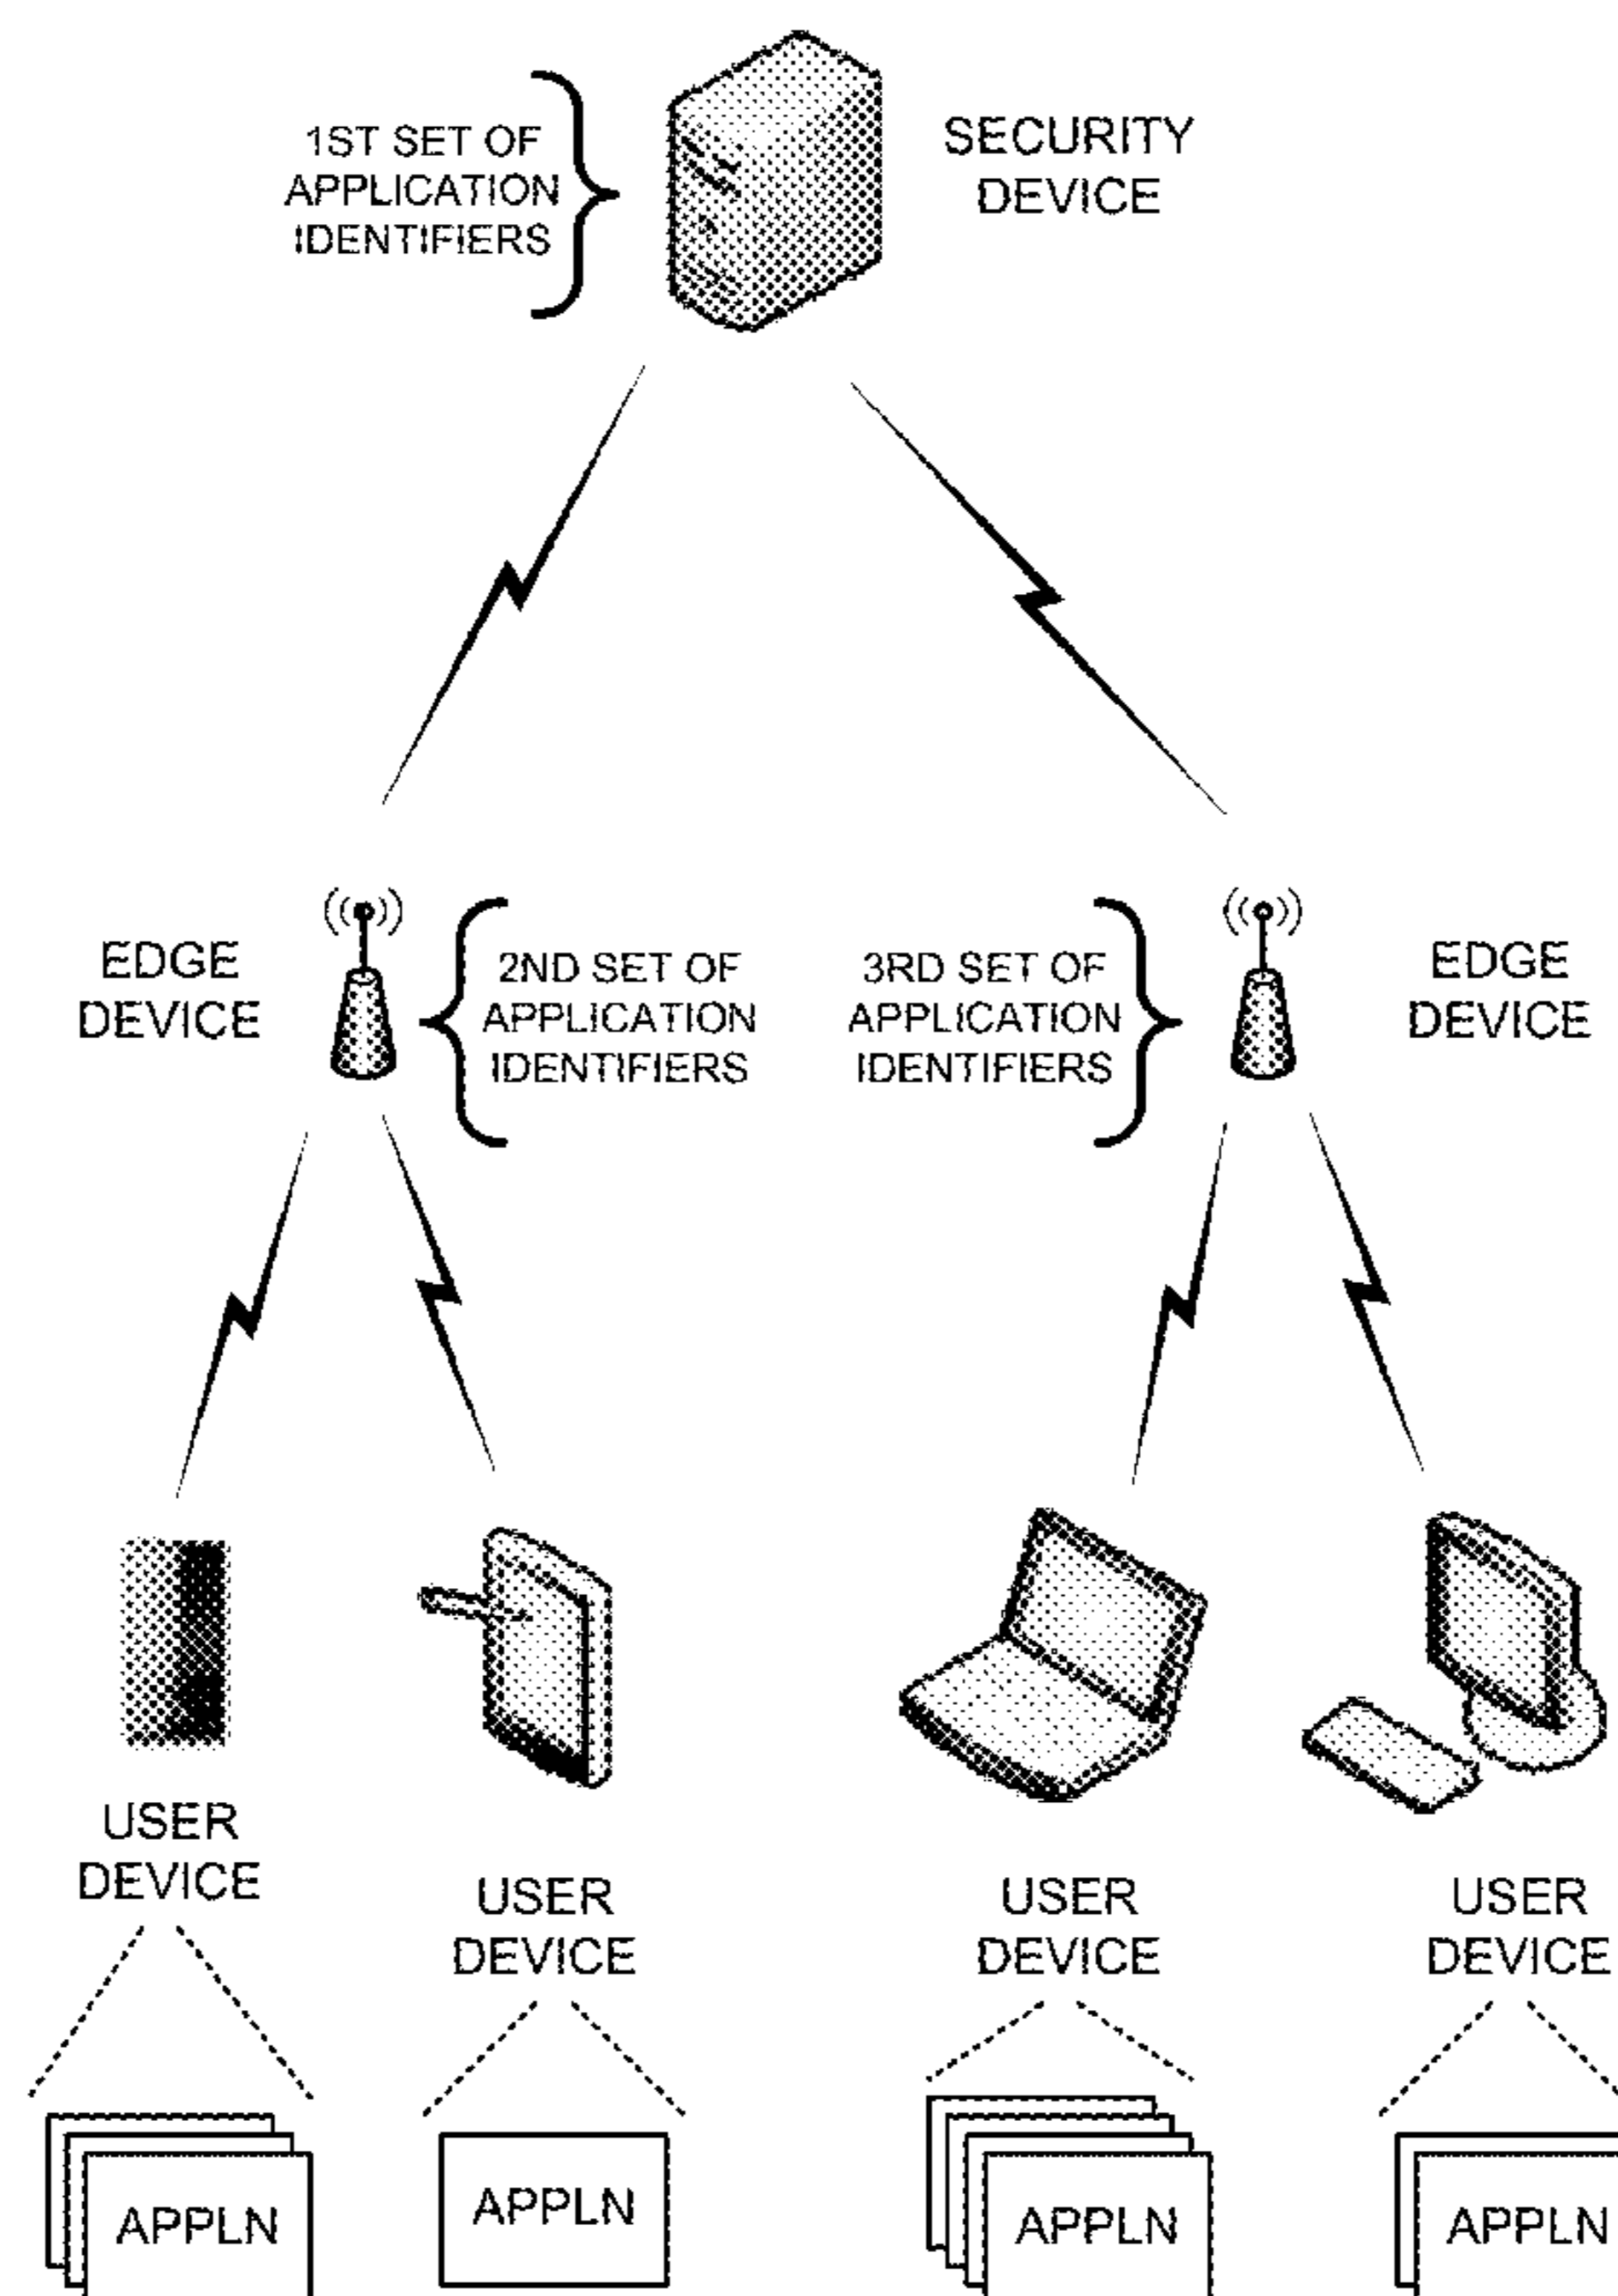 1ST SET OF
APPLICATION
IDENTIFIERS
SECURITY
DEVICE
EDGE
DEVICE
2ND SET OF
APPLICATION
IDENTIFIERS
3RD SET OF
APPLICATION
IDENTIFIERS
EDGE
DEVICE
USER
DEVICE
USER
DEVICE
USER
DEVICE
USER
DEVICE
APPLN
APPLN
APPLN
APPLN